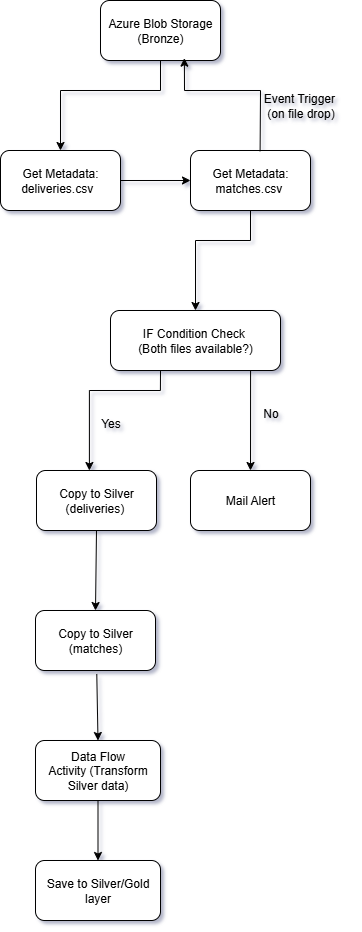 Azure Blob Storage
(Bronze)
Event Trigger
(on file drop)
Get Metadata:
deliveries.csv
Get Metadata:
matches.csv
IF Condition Check
(Both files available?)
Yes
No
Copy to Silver
(deliveries)
Mail Alert
Copy to Silver
(matches)
Data Flow
Activity (Transform
Silver data)
Save to Silver/Gold
layer